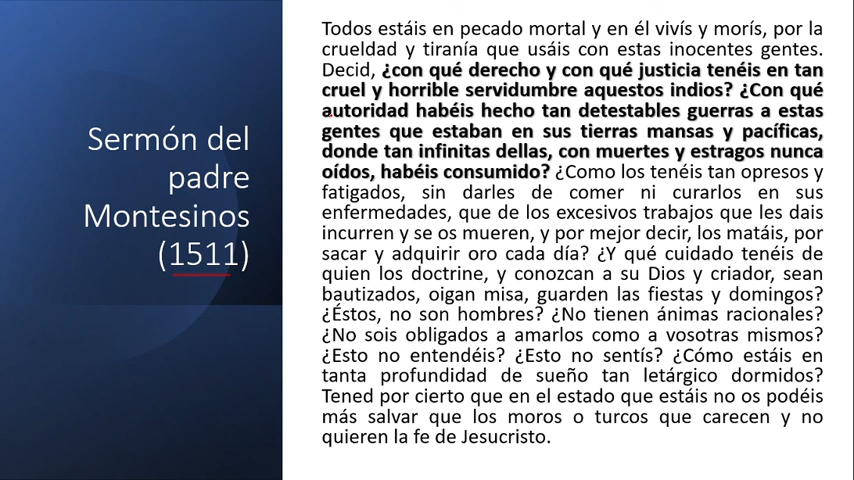 Sermón del
padre
Montesinos
(1511)
Todos estáis en pecado mortal y en él vivís y morís, por la
crueldad y tiranía que usáis con estas inocentes gentes.
Decid, ¿con qué derecho y con qué justicia tenéis en tan
cruel y horrible servidumbre aquestos indios? ¿Con qué
autoridad habéis hecho tan detestables guerras a estas
gentes que estaban en sus tierras mansas y pacíficas,
donde tan infinitas dellas, con muertes y estragos nunca
oídos, habéis consumido? ¿Como los tenéis tan opresos y
fatigados, sin darles de comer ni curarlos en sus
enfermedades, que de los excesivos trabajos que les dais
incurren y se os mueren, y por mejor decir, los matáis, por
sacar y adquirir oro cada día? ¿Y qué cuidado tenéis de
quien los doctrine, y conozcan a su Dios y criador, sean
bautizados, oigan misa, guarden las fiestas y domingos?
¿Éstos, no son hombres? ¿No tienen ánimas racionales?
¿No sois obligados a amarlos como a vosotras mismos?
¿Esto no entendéis? ¿Esto no sentís? ¿Cómo estáis en
tanta profundidad de sueño tan letárgico dormidos?
Tened por cierto que en el estado que estáis no os podéis
más salvar que los moros o turcos que carecen y no
quieren la fe de Jesucristo.